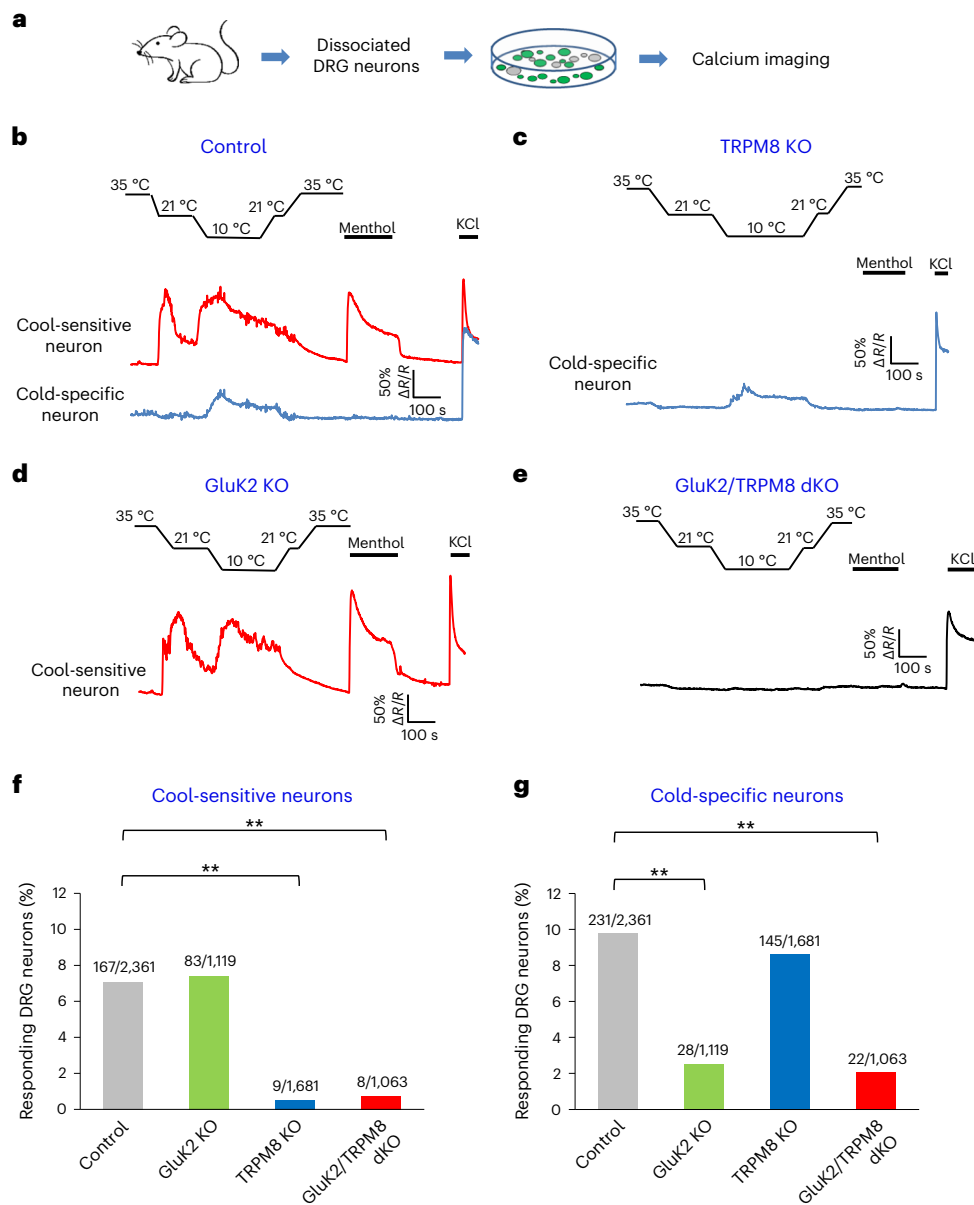 a
Dissociated
DRG neurons
Calcium imaging
b
Control
35 °C
35 °C
21 °C
21 °C
10 °C
Menthol
KCl
Cool-sensitive
neuron
Cold-specific
neuron
50%
ΔR/R
100 s
c
TRPM8 KO
35 °C
35 °C
21 °C
21 °C
10 °C
Menthol
KCl
Cold-specific
neuron
50%
ΔR/R
100 s
d
GluK2 KO
35 °C
35 °C
21 °C
21 °C
10 °C
Menthol
KCl
Cool-sensitive
neuron
50%
ΔR/R
100 s
e
GluK2/TRPM8 dKO
35 °C
35 °C
21 °C
21 °C
10 °C
Menthol
KCl
50%
ΔR/R
100 s
f
Cool-sensitive neurons
**
**
Responding DRG neurons (%)
12
10
8
6
4
2
0
167/2,361
83/1,119
9/1,681
8/1,063
Control
GluK2 KO
TRPM8 KO
GluK2/TRPM8
dKO
g
Cold-specific neurons
**
**
Responding DRG neurons (%)
12
10
8
6
4
2
0
231/2,361
28/1,119
145/1,681
22/1,063
Control
GluK2 KO
TRPM8 KO
GluK2/TRPM8
dKO